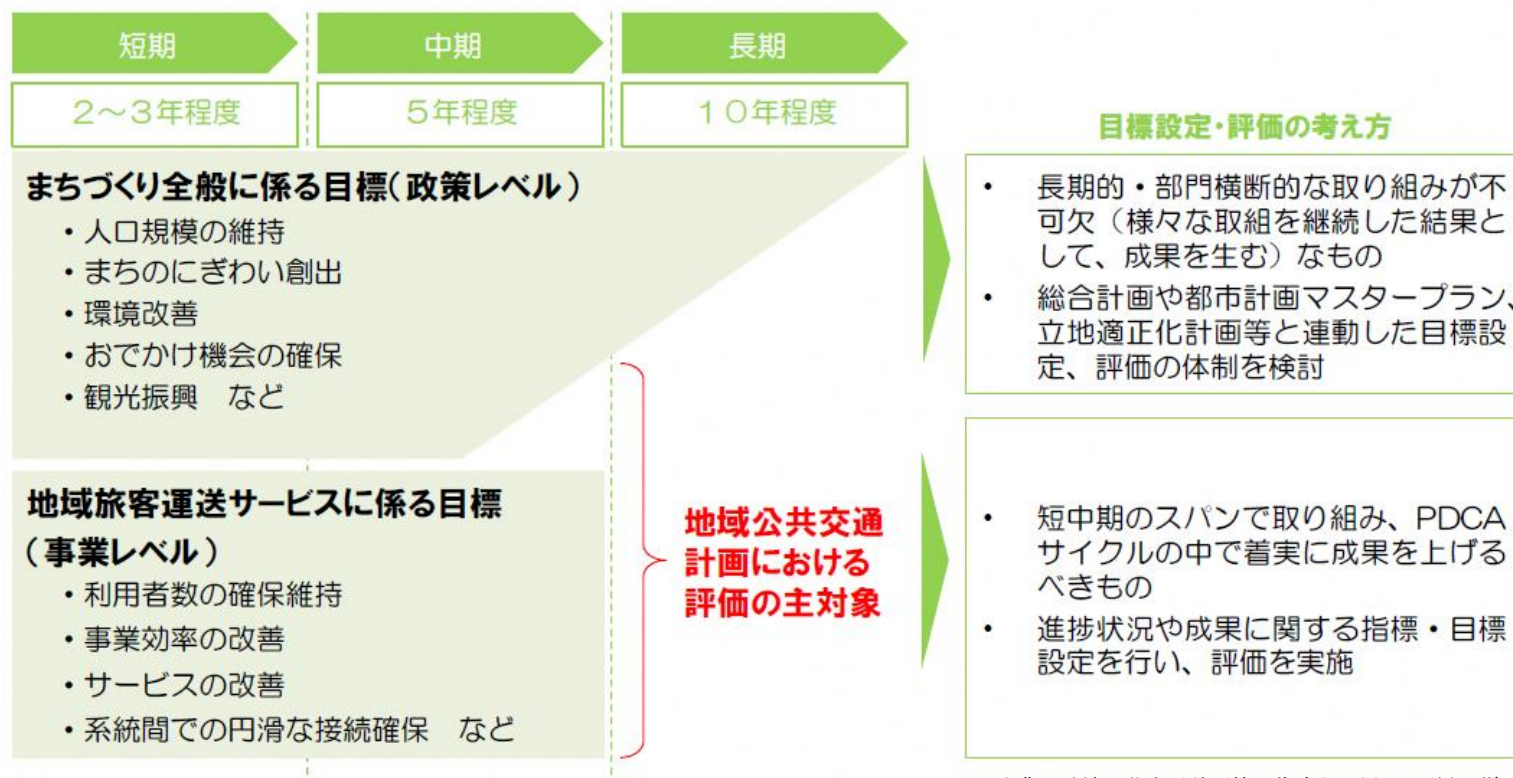 短期
中期
長期
2～3年程度
5年程度
10年程度
まちづくり全般に係る目標（政策レベル）
・人口規模の維持
・まちのにぎわい創出
・環境改善
・おでかけ機会の確保
・観光振興　など
地域旅客運送サービスに係る目標
（事業レベル）
・利用者数の確保維持
・事業効率の改善
・サービスの改善
・系統間での円滑な接続確保　など
地域公共交通
計画における
評価の主対象
目標設定・評価の考え方
• 長期的・部門横断的な取り組みが不
可欠（様々な取組を継続した結果と
して、成果を生む）なもの
• 総合計画や都市計画マスタープラン、
立地適正化計画等と連動した目標設
定、評価の体制を検討
• 短中期のスパンで取り組み、PDCA
サイクルの中で着実に成果を上げる
べきもの
• 進捗状況や成果に関する指標・目標
設定を行い、評価を実施